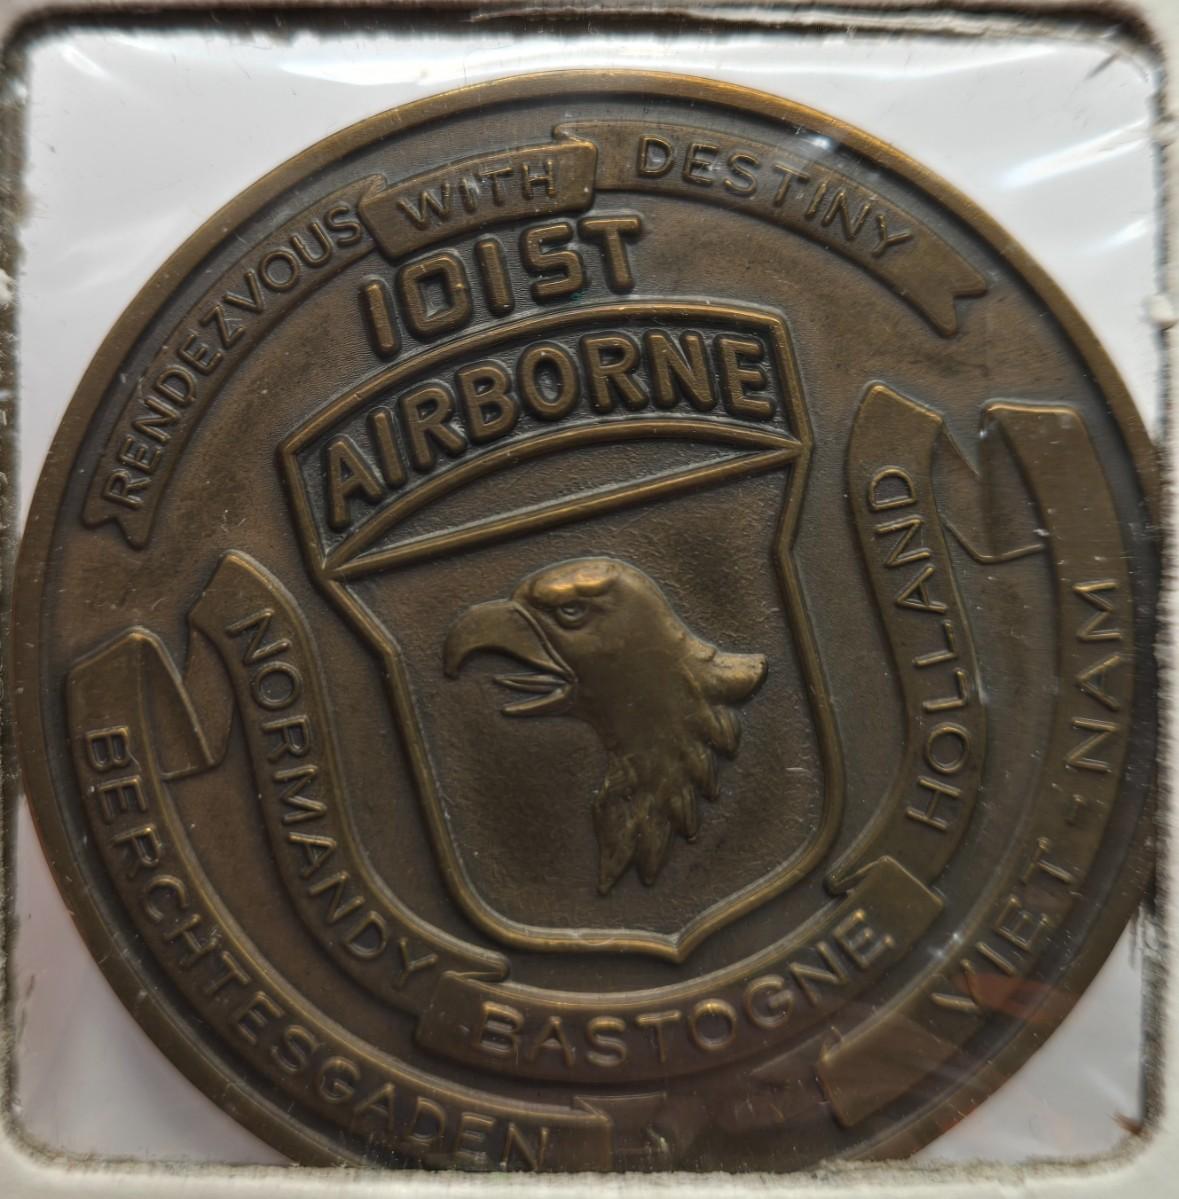 RENDEZVOUS WITH DESTINY
101ST
AIRBORNE
NORMANDY
BASTOGNE
HOLLAND
BERCHTESGADEN
VIET-NAM